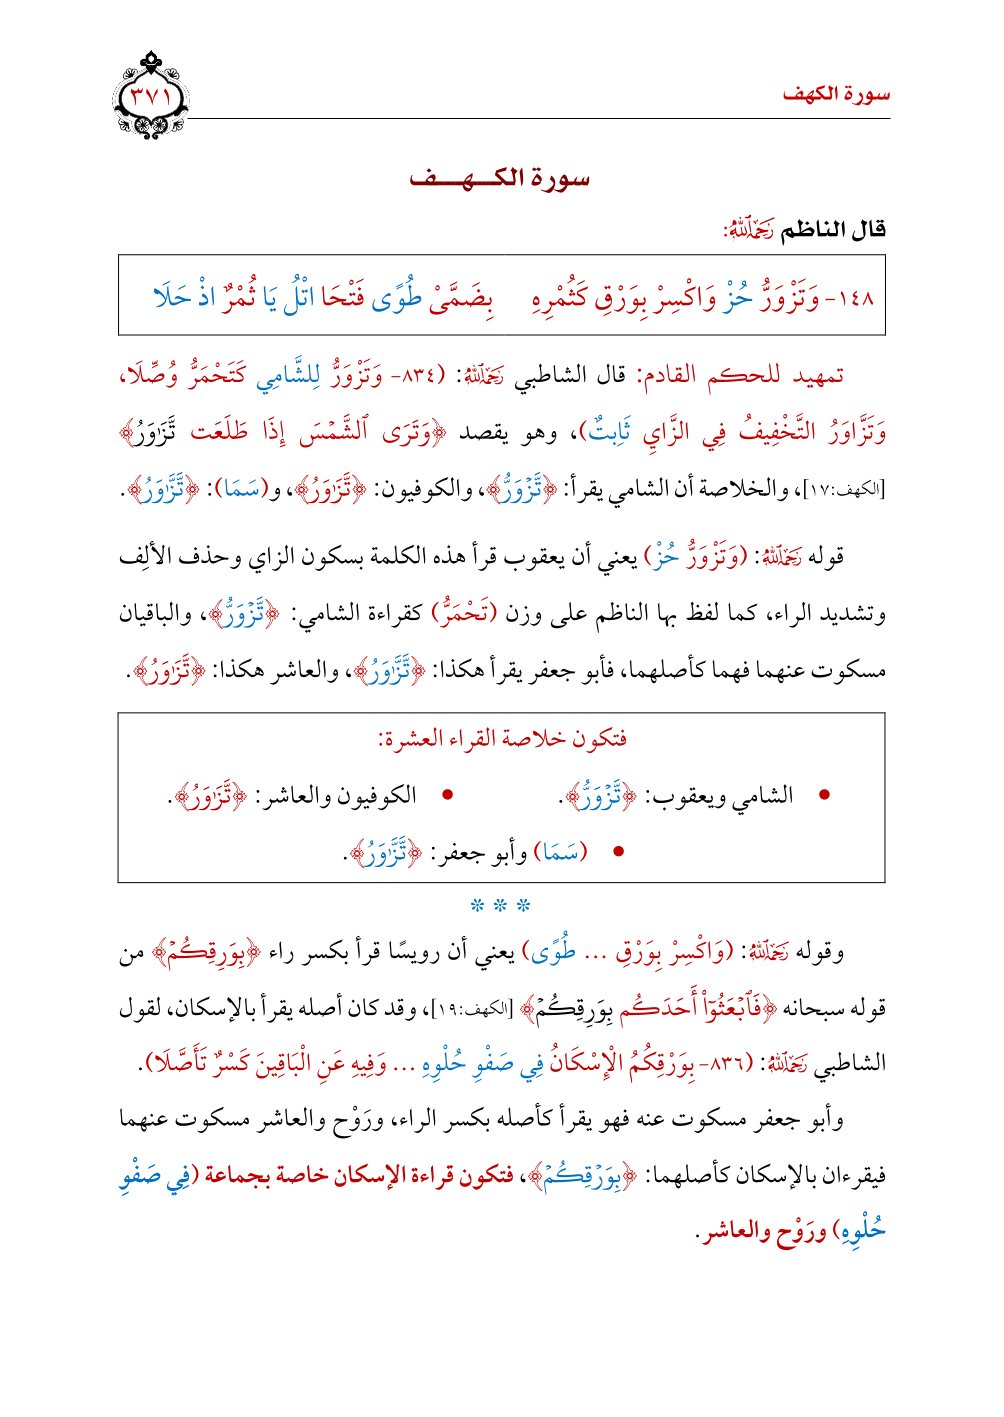 سورة الكهف
٣٧١
سورة الكـــهـــف
قال الناظم رَحِمَهُ ٱللَّهُ:
١٤٨- وَتَزْوَرُّ حُزْ وَاكْسِرْ بِوَرْقِ كَثُمْرِهِ بِضَمَّيْ طُوًى فَتْحَا اتْلُ يَا ثُمْرٌ اذْ حَلَا
تمهيد للحكم القادم: قال الشاطبي رَحِمَهُ ٱللَّهُ: (٨٣٤- وَتَزْوَرُّ لِلشَّامِي كَتَحْمَرُّ وُصِّلَا،
وَتَزَّاوَرُ التَّخْفِيفُ فِي الزَّايِ ثَابِتٌ)، وهو يقصد ﴿وَتَرَى ٱلشَّمۡسَ إِذَا طَلَعَت تَّزَٰوَرُ﴾
[الكهف:١٧]، والخلاصة أن الشامي يقرأ: ﴿تَّزۡوَرُّ﴾، والكوفيون: ﴿تَّزَٰوَرُ﴾، و(سَمَا): ﴿تَّزَّٰوَرُ﴾.
قوله رَحِمَهُ ٱللَّهُ: (وَتَزْوَرُّ حُزْ) يعني أن يعقوب قرأ هذه الكلمة بسكون الزاي وحذف الألِف
وتشديد الراء، كما لفظ بها الناظم على وزن (تَحْمَرُّ) كقراءة الشامي: ﴿تَّزۡوَرُّ﴾، والباقيان
مسكوت عنهما فهما كأصلهما، فأبو جعفر يقرأ هكذا: ﴿تَّزَّٰوَرُ﴾، والعاشر هكذا: ﴿تَّزَٰوَرُ﴾.
فتكون خلاصة القراء العشرة:
• الشامي ويعقوب: ﴿تَّزۡوَرُّ﴾. • الكوفيون والعاشر: ﴿تَّزَٰوَرُ﴾.
• (سَمَا) وأبو جعفر: ﴿تَّزَّٰوَرُ﴾.
* * *
وقوله رَحِمَهُ ٱللَّهُ: (وَاكْسِرْ بِوَرْقِ ... طُوًى) يعني أن رويسًا قرأ بكسر راء ﴿بِوَرِقِكُمۡ﴾ من
قوله سبحانه ﴿فَٱبۡعَثُوٓاْ أَحَدَكُم بِوَرِقِكُمۡ﴾ [الكهف:١٩]، وقد كان أصله يقرأ بالإسكان، لقول
الشاطبي رَحِمَهُ ٱللَّهُ: (٨٣٦- بِوَرْقِكُمُ الْإِسْكَانُ فِي صَفْوِ حُلْوِهِ ... وَفِيهِ عَنِ الْبَاقِينَ كَسْرٌ تَأَصَّلَا).
وأبو جعفر مسكوت عنه فهو يقرأ كأصله بكسر الراء، ورَوْح والعاشر مسكوت عنهما
فيقرءان بالإسكان كأصلهما: ﴿بِوَرۡقِكُمۡ﴾، فتكون قراءة الإسكان خاصة بجماعة (فِي صَفْوِ
حُلْوِهِ) ورَوْح والعاشر.